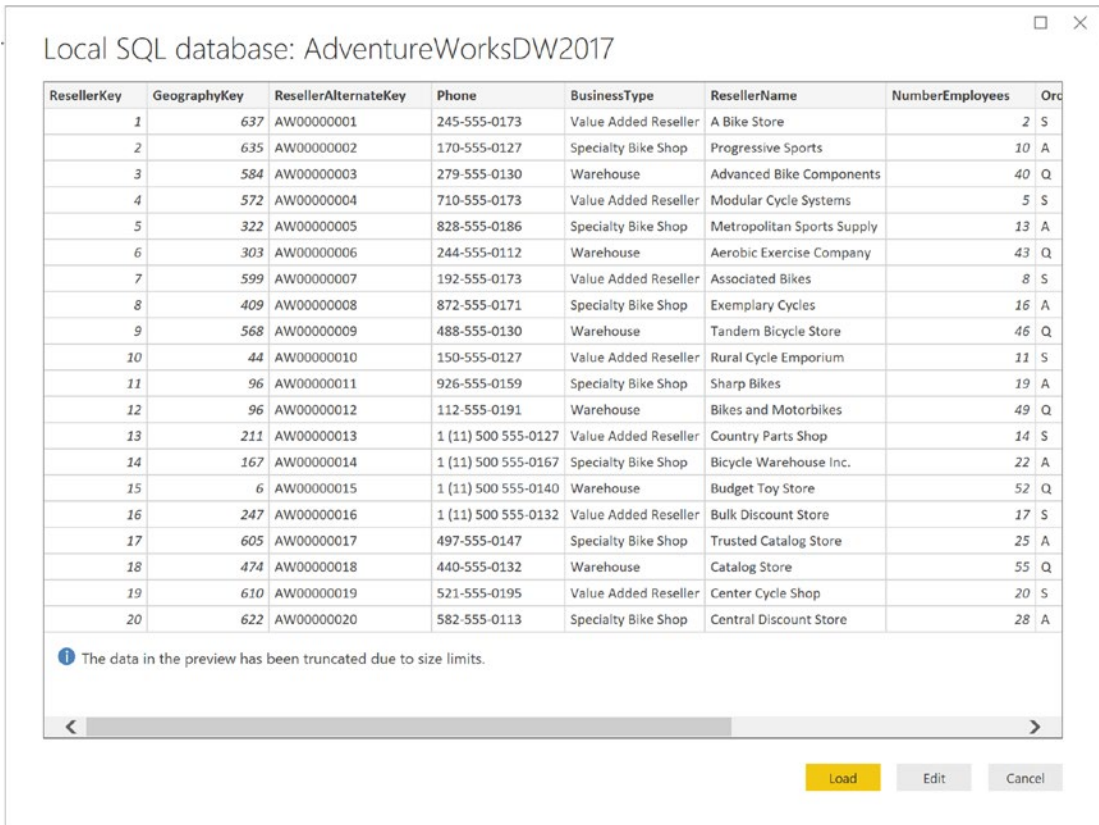 Local SQL database: AdventureWorksDW2017
ResellerKey GeographyKey ResellerAlternateKey Phone BusinessType ResellerName NumberEmployees Orc
1 637 AW00000001 245-555-0173 Value Added Reseller A Bike Store 2 S
2 635 AW00000002 170-555-0127 Specialty Bike Shop Progressive Sports 10 A
3 584 AW00000003 279-555-0130 Warehouse Advanced Bike Components 40 Q
4 572 AW00000004 710-555-0173 Value Added Reseller Modular Cycle Systems 5 S
5 322 AW00000005 828-555-0186 Specialty Bike Shop Metropolitan Sports Supply 13 A
6 303 AW00000006 244-555-0112 Warehouse Aerobic Exercise Company 43 Q
7 599 AW00000007 192-555-0173 Value Added Reseller Associated Bikes 8 S
8 409 AW00000008 872-555-0171 Specialty Bike Shop Exemplary Cycles 16 A
9 568 AW00000009 488-555-0130 Warehouse Tandem Bicycle Store 46 Q
10 44 AW00000010 150-555-0127 Value Added Reseller Rural Cycle Emporium 11 S
11 96 AW00000011 926-555-0159 Specialty Bike Shop Sharp Bikes 19 A
12 96 AW00000012 112-555-0191 Warehouse Bikes and Motorbikes 49 Q
13 211 AW00000013 1 (11) 500 555-0127 Value Added Reseller Country Parts Shop 14 S
14 167 AW00000014 1 (11) 500 555-0167 Specialty Bike Shop Bicycle Warehouse Inc. 22 A
15 6 AW00000015 1 (11) 500 555-0140 Warehouse Budget Toy Store 52 Q
16 247 AW00000016 1 (11) 500 555-0132 Value Added Reseller Bulk Discount Store 17 S
17 605 AW00000017 497-555-0147 Specialty Bike Shop Trusted Catalog Store 25 A
18 474 AW00000018 440-555-0132 Warehouse Catalog Store 55 Q
19 610 AW00000019 521-555-0195 Value Added Reseller Center Cycle Shop 20 S
20 622 AW00000020 582-555-0113 Specialty Bike Shop Central Discount Store 28 A
The data in the preview has been truncated due to size limits.
Load Edit Cancel